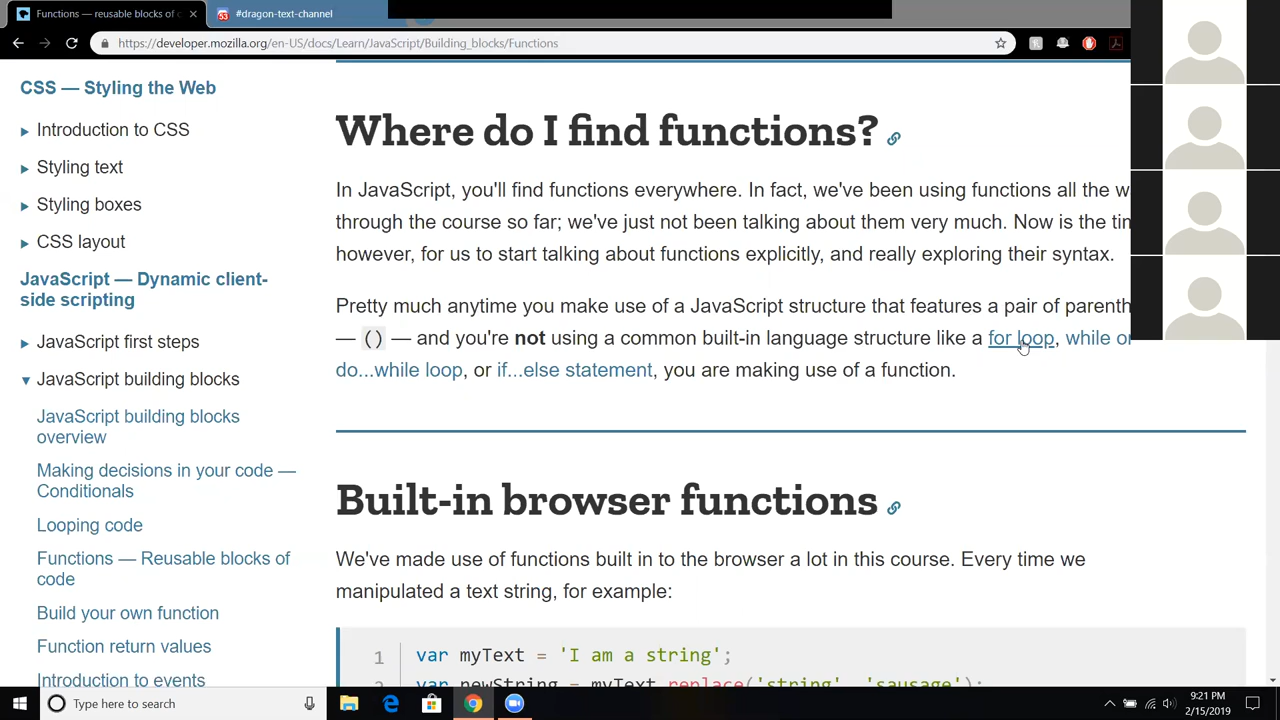 Functions — reusable blocks of c
53
#dragon-text-channel
https://developer.mozilla.org/en-US/docs/Learn/JavaScript/Building_blocks/Functions
CSS — Styling the Web
Introduction to CSS
Styling text
Styling boxes
CSS layout
JavaScript — Dynamic client-
side scripting
JavaScript first steps
JavaScript building blocks
JavaScript building blocks
overview
Making decisions in your code —
Conditionals
Looping code
Functions — Reusable blocks of
code
Build your own function
Function return values
Introduction to events
Where do I find functions?
In JavaScript, you'll find functions everywhere. In fact, we've been using functions all the w
through the course so far; we've just not been talking about them very much. Now is the tim
however, for us to start talking about functions explicitly, and really exploring their syntax.
Pretty much anytime you make use of a JavaScript structure that features a pair of parenth
— () — and you're not using a common built-in language structure like a for loop, while or
do...while loop, or if...else statement, you are making use of a function.
Built-in browser functions
We've made use of functions built in to the browser a lot in this course. Every time we
manipulated a text string, for example:
1 var myText = 'I am a string';
2 var newString = myText.replace('string', 'sausage');
Type here to search
9:21 PM
2/15/2019